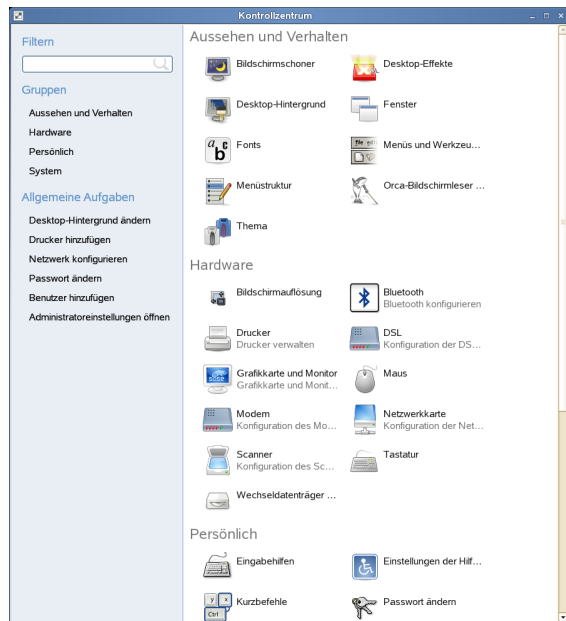 Kontrollzentrum
Filtern
Gruppen
Aussehen und Verhalten
Hardware
Persönlich
System
Allgemeine Aufgaben
Desktop-Hintergrund ändern
Drucker hinzufügen
Netzwerk konfigurieren
Passwort ändern
Benutzer hinzufügen
Administratoreinstellungen öffnen
Aussehen und Verhalten
Bildschirmschoner
Desktop-Effekte
Desktop-Hintergrund
Fenster
Fonts
Menüs und Werkzeu...
Menüstruktur
Orca-Bildschirmleser ...
Thema
Hardware
Bildschirmauflösung
Bluetooth
Bluetooth konfigurieren
Drucker
Drucker verwalten
DSL
Konfiguration der DS...
Grafikkarte und Monitor
Grafikkarte und Monit...
Maus
Modem
Konfiguration des Mo...
Netzwerkkarte
Konfiguration der Net...
Scanner
Konfiguration des Sc...
Tastatur
Wechseldatenträger ...
Persönlich
Eingabehilfen
Einstellungen der Hilf...
Kurzbefehle
Passwort ändern